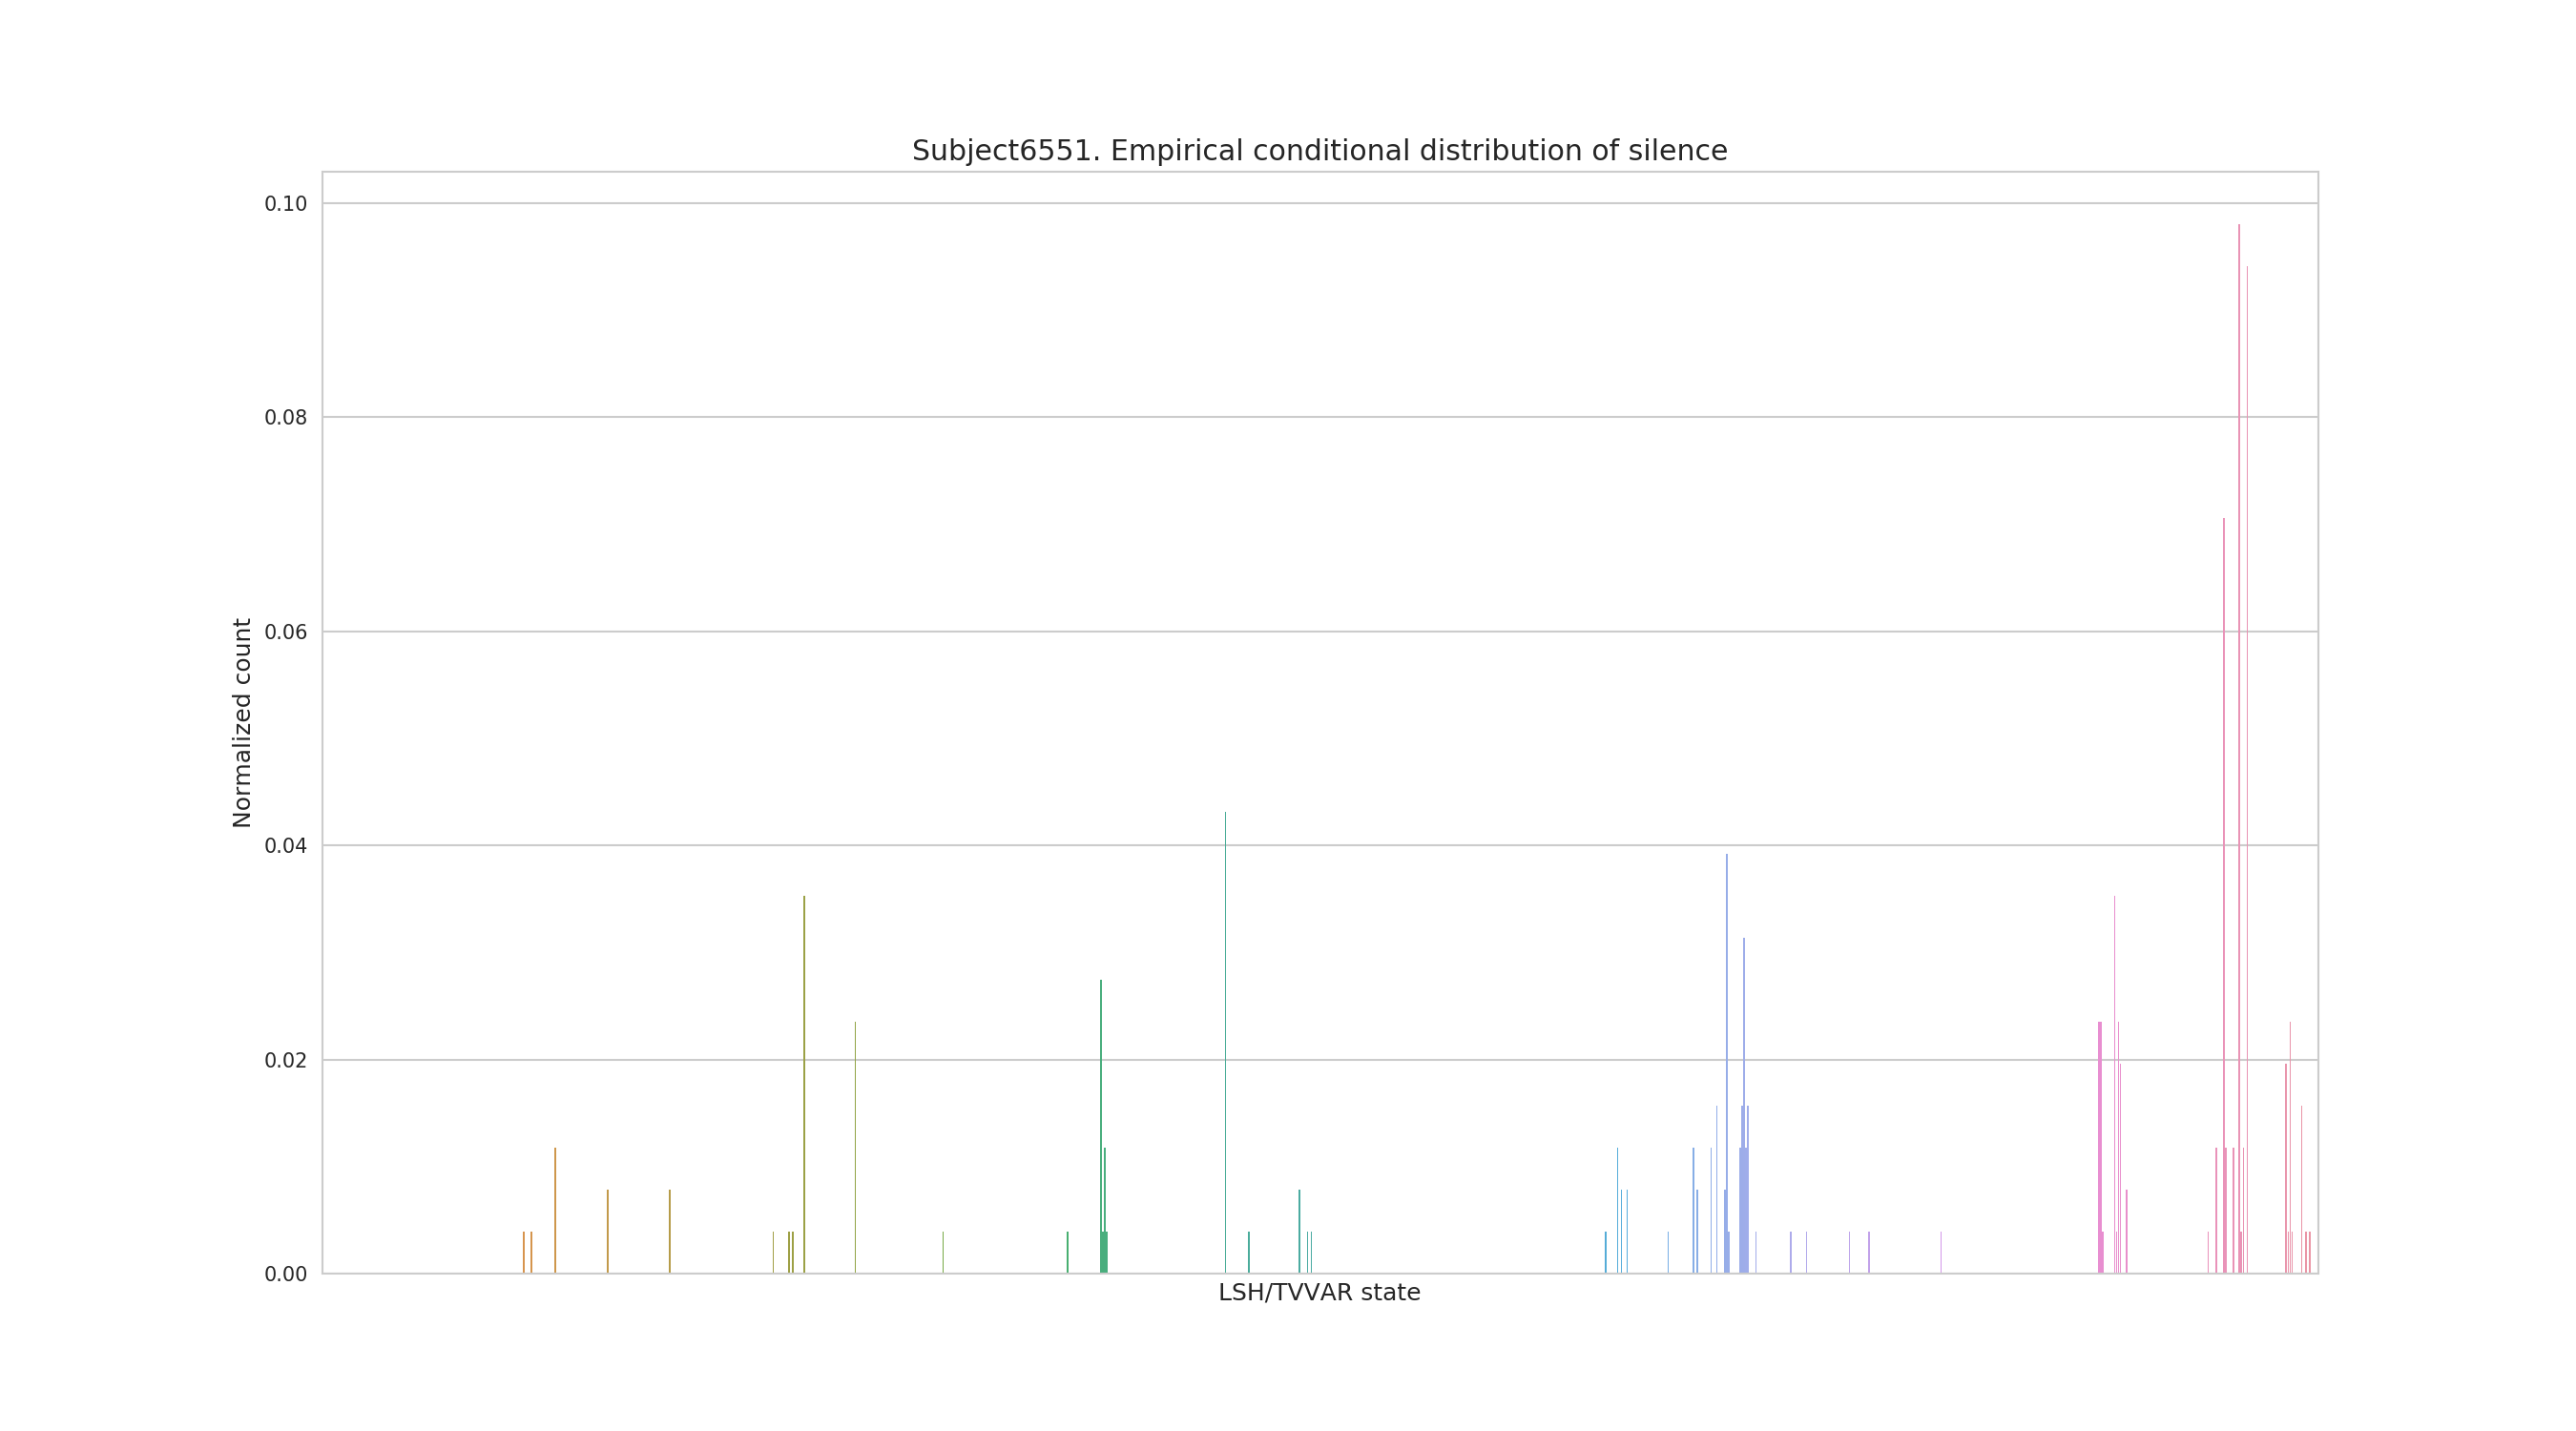 Subject6551. Empirical conditional distribution of silence
0.10
0.08
0.06
0.04
0.02
0.00
Normalized count
LSH/TVVAR state